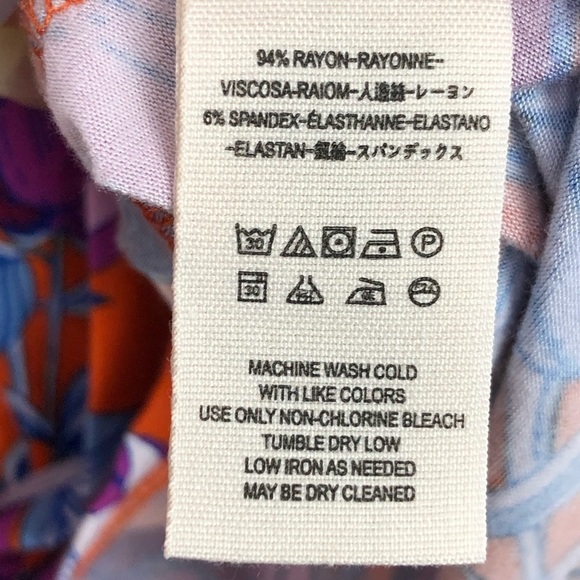 94% RAYON-RAYONNE-
VISCOSA-RAIOM-人造絲-レーヨン
6% SPANDEX-ÉLASTHANNE-ELASTANO
-ELASTAN-氨綸-スパンデックス
30 P
30
MACHINE WASH COLD
WITH LIKE COLORS
USE ONLY NON-CHLORINE BLEACH
TUMBLE DRY LOW
LOW IRON AS NEEDED
MAY BE DRY CLEANED